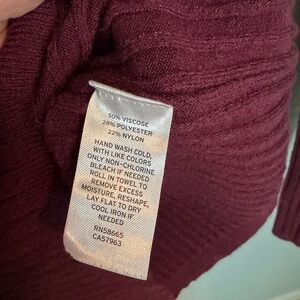 50% VISCOSE
28% POLYESTER
22% NYLON
HAND WASH COLD,
WITH LIKE COLORS
ONLY NON-CHLORINE
BLEACH IF NEEDED
ROLL IN TOWEL TO
REMOVE EXCESS
MOISTURE, RESHAPE,
LAY FLAT TO DRY
COOL IRON IF
NEEDED
RN58665
CA57963